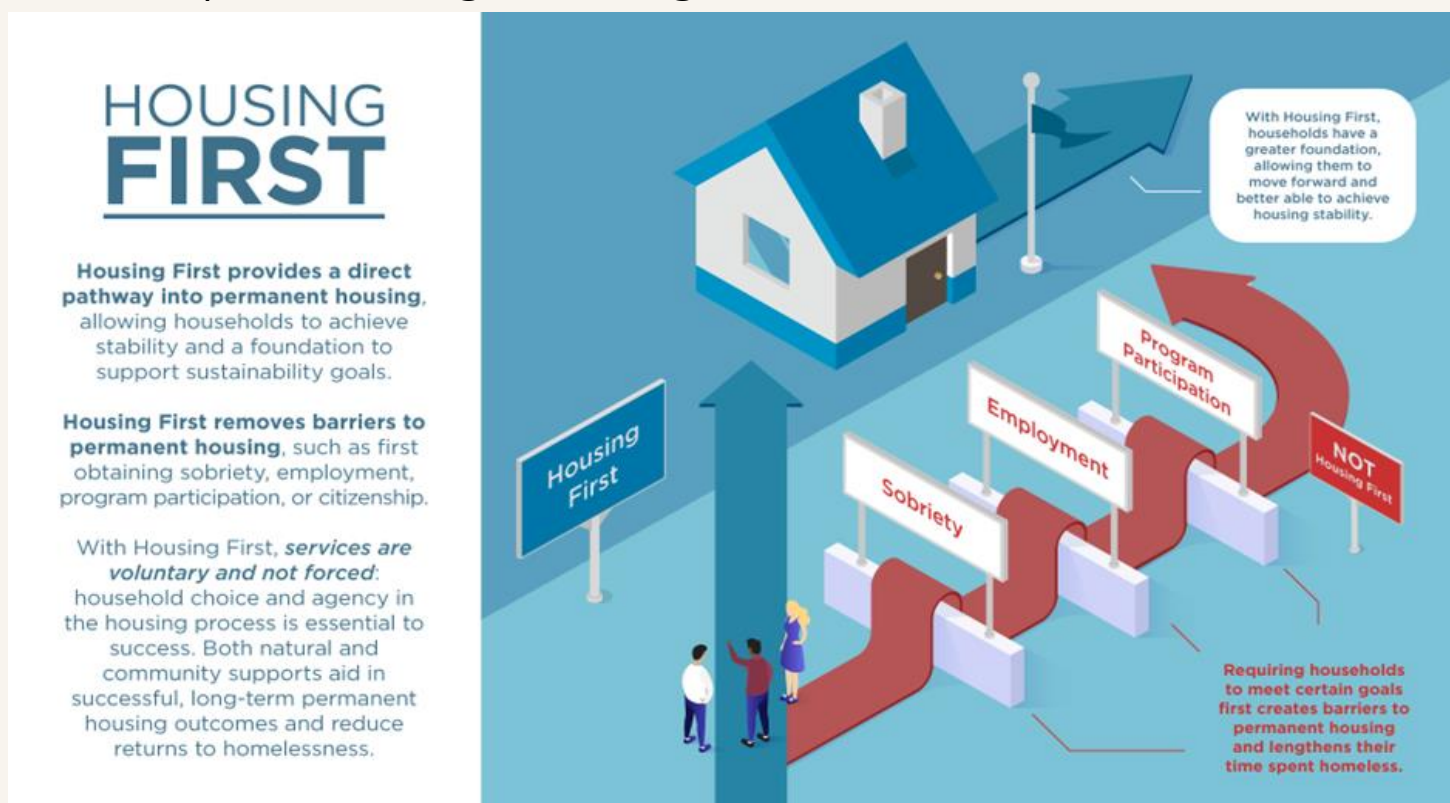 HOUSING
FIRST
Housing First provides a direct
pathway into permanent housing,
allowing households to achieve
stability and a foundation to
support sustainability goals.
Housing First removes barriers to
permanent housing, such as first
obtaining sobriety, employment,
program participation, or citizenship.
With Housing First, services are
voluntary and not forced:
household choice and agency in
the housing process is essential to
success. Both natural and
community supports aid in
successful, long-term permanent
housing outcomes and reduce
returns to homelessness.
With Housing First,
households have a
greater foundation,
allowing them to
move forward and
better able to achieve
housing stability.
Housing
First
Program
Participation
Employment
Sobriety
NOT
Housing First
Requiring households
to meet certain goals
first creates barriers to
permanent housing
and lengthens their
time spent homeless.